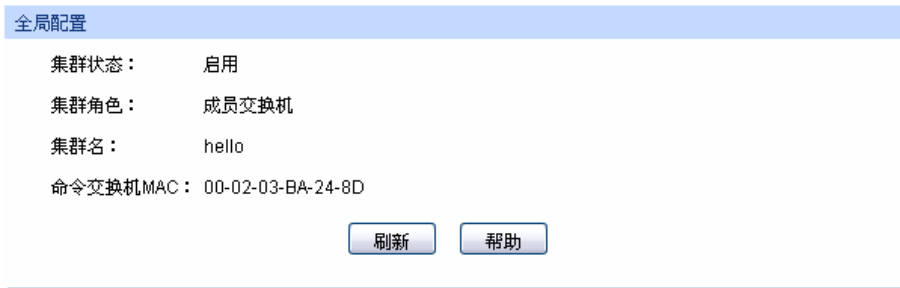 全局配置
集群状态： 启用
集群角色： 成员交换机
集群名： hello
命令交换机MAC： 00-02-03-BA-24-8D
刷新 帮助